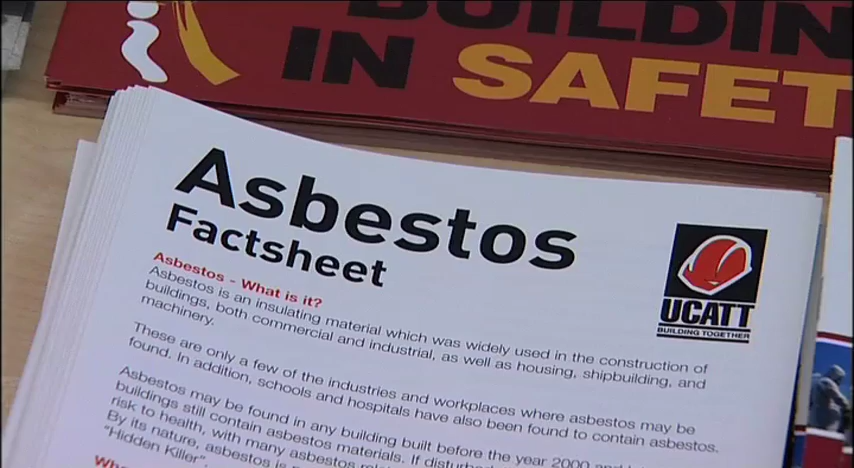 BUILDING
IN SAFET
Asbestos
Factsheet
UCATT
BUILDING TOGETHER
Asbestos - What is it?
Asbestos is an insulating material which was widely used in the construction of
buildings, both commercial and industrial, as well as housing, shipbuilding, and
machinery.
These are only a few of the industries and workplaces where asbestos may be
found. In addition, schools and hospitals have also been found to contain asbestos.
Asbestos may be found in any building built before the year 2000 and
buildings still contain asbestos materials. If disturb
risk to health, with many asbestos
By its nature, asbestos is
"Hidden Killer".